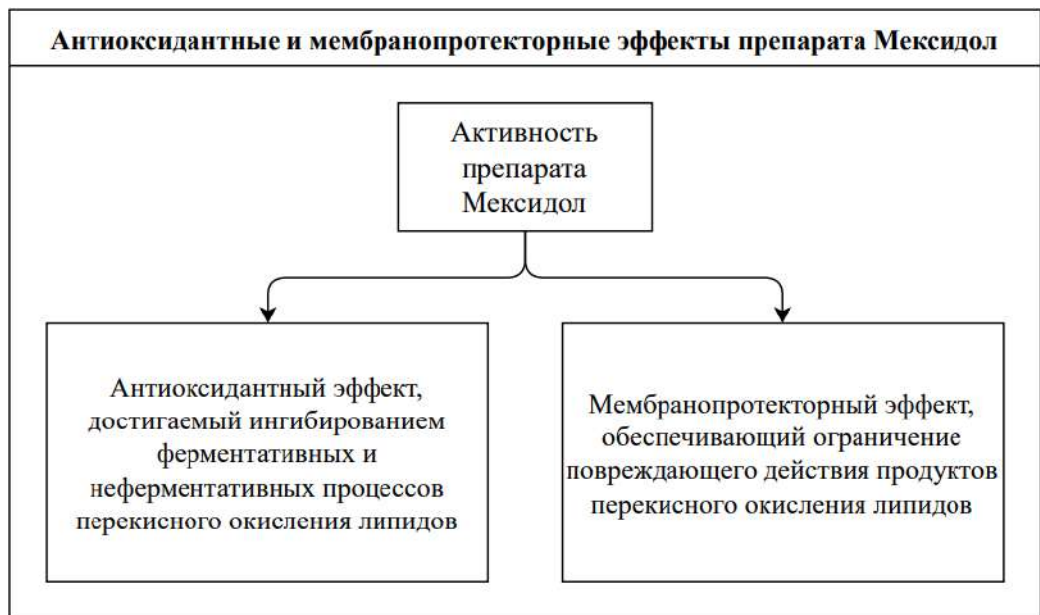 Антиоксидантные и мембранопротекторные эффекты препарата Мексидол
Активность
препарата
Мексидол
Антиоксидантный эффект,
достигаемый ингибированием
ферментативных и
неферментативных процессов
перекисного окисления липидов
Мембранопротекторный эффект,
обеспечивающий ограничение
повреждающего действия продуктов
перекисного окисления липидов